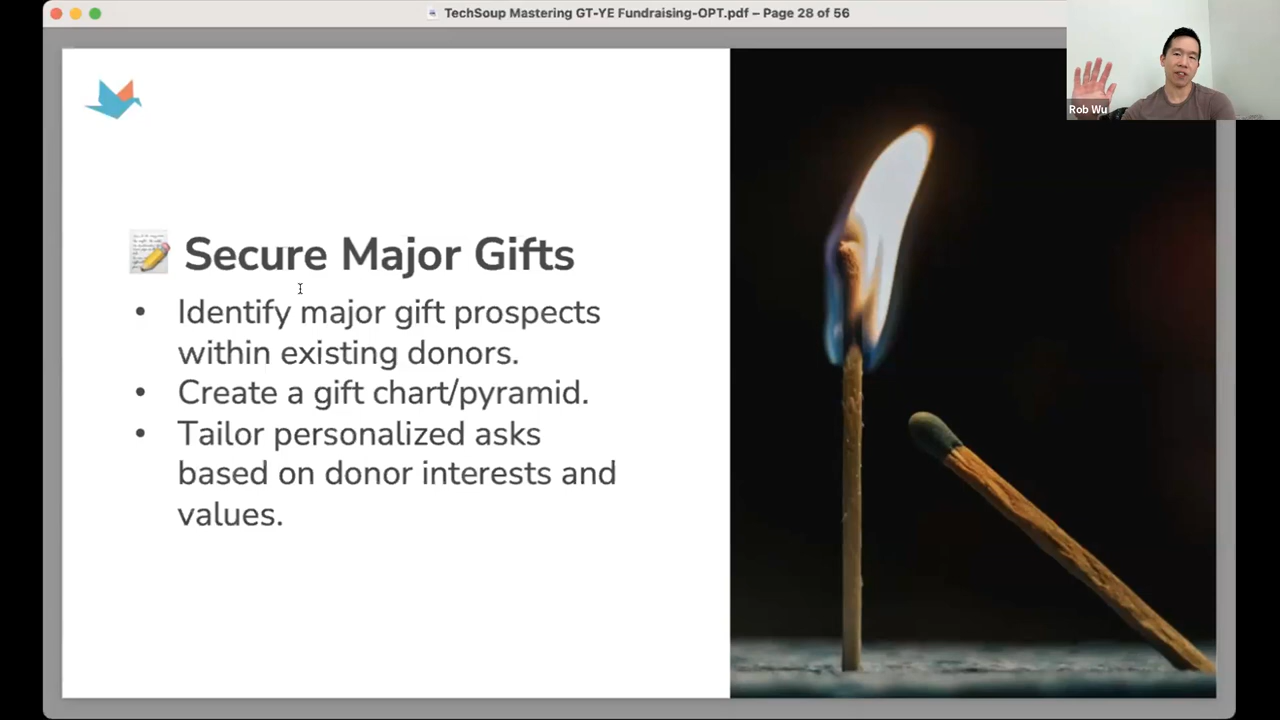 TechSoup Mastering GT-YE Fundraising-OPT.pdf – Page 28 of 56
Rob Wu
Secure Major Gifts
• Identify major gift prospects
within existing donors.
• Create a gift chart/pyramid.
• Tailor personalized asks
based on donor interests and
values.